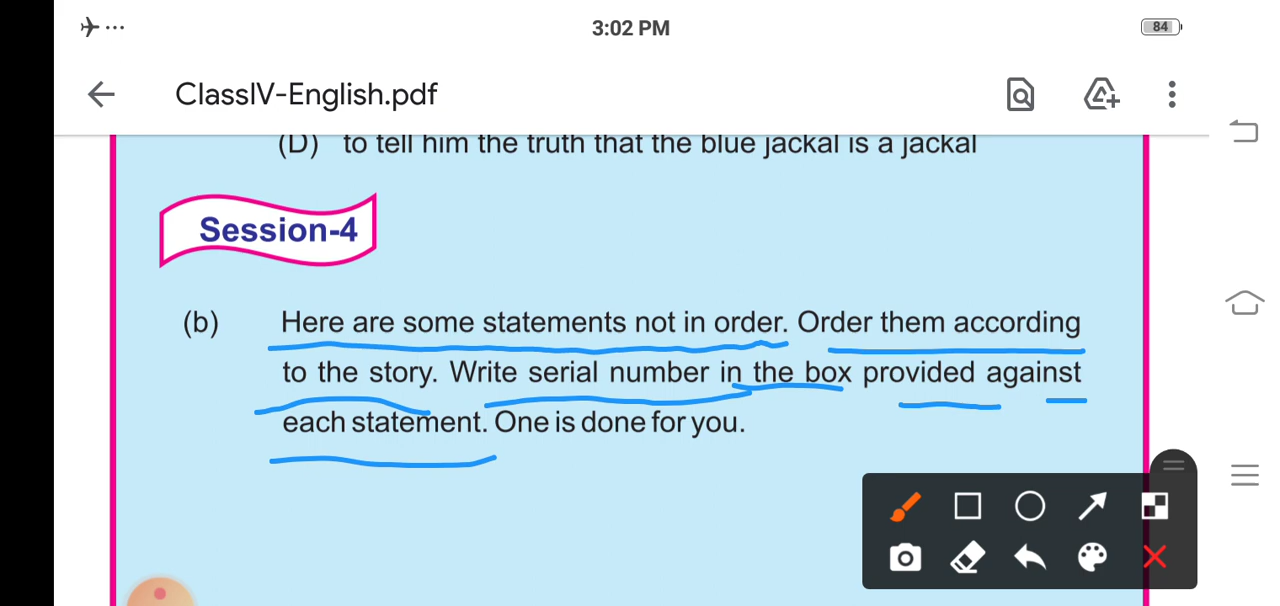 3:02 PM
84
ClassIV-English.pdf
(D) to tell him the truth that the blue jackal is a jackal
Session-4
(b) Here are some statements not in order. Order them according
to the story. Write serial number in the box provided against
each statement. One is done for you.